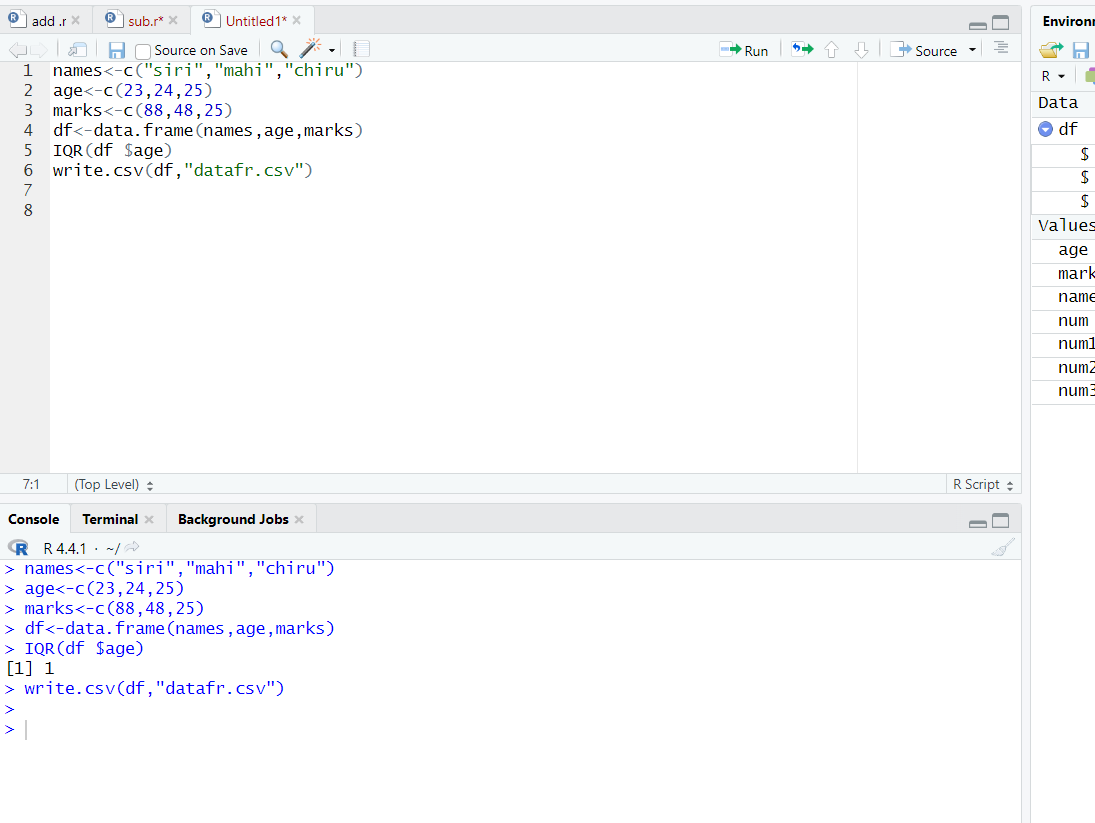 add .r
sub.r*
Untitled1*
Source on Save
Run
Source
1 names<-c("siri","mahi","chiru")
2 age<-c(23,24,25)
3 marks<-c(88,48,25)
4 df<-data.frame(names,age,marks)
5 IQR(df $age)
6 write.csv(df,"datafr.csv")
7
8
7:1 (Top Level) R Script
Console Terminal Background Jobs
R 4.4.1 · ~/
> names<-c("siri","mahi","chiru")
> age<-c(23,24,25)
> marks<-c(88,48,25)
> df<-data.frame(names,age,marks)
> IQR(df $age)
[1] 1
> write.csv(df,"datafr.csv")
>
>
Environ
R
Data
df
$
$
$
Values
age
mark
name
num
num1
num2
num3